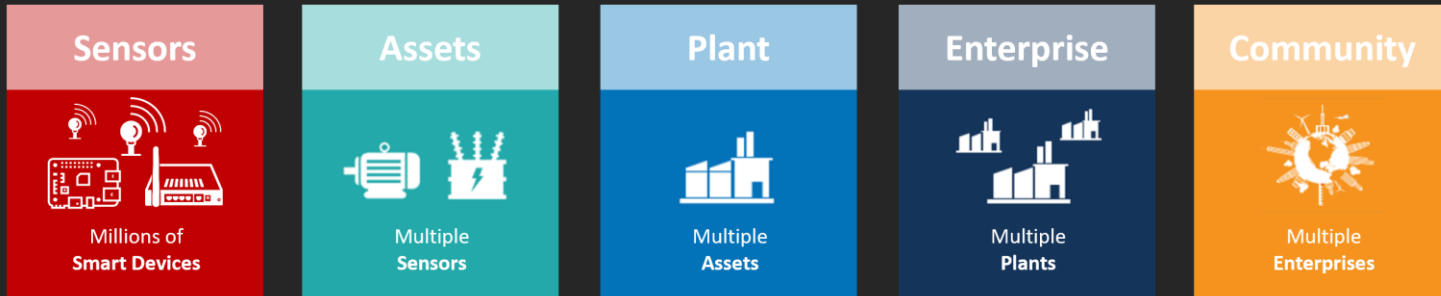 Sensors
Millions of
Smart Devices
Assets
Multiple
Sensors
Plant
Multiple
Assets
Enterprise
Multiple
Plants
Community
Multiple
Enterprises